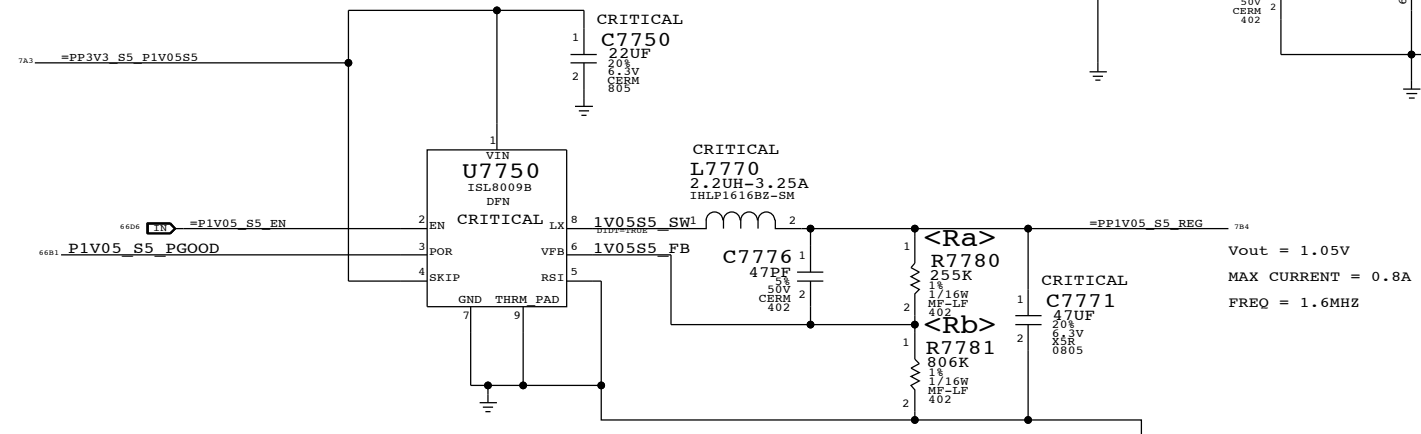 CRITICAL
C7750
1
22UF
20%
6.3V
CERM
805
2
7A3
=PP3V3_S5_P1V05S5
50V
CERM
402
2
1
VIN
U7750
ISL8009B
DFN
CRITICAL
66D6
IN
=P1V05_S5_EN
2
EN
LX
8
1V05S5_SW
DIDT=TRUE
66B1
P1V05_S5_PGOOD
3
POR
VFB
6
1V05S5_FB
4
SKIP
RSI
5
GND
THRM_PAD
7
9
CRITICAL
L7770
2.2UH-3.25A
IHLP1616BZ-SM
1
2
=PP1V05_S5_REG
7B4
C7776
1
47PF
5%
50V
CERM
402
2
<Ra>
1
R7780
255K
1%
1/16W
MF-LF
402
2
<Rb>
1
R7781
806K
1%
1/16W
MF-LF
402
2
CRITICAL
1
C7771
47UF
20%
6.3V
X5R
0805
2
Vout = 1.05V
MAX CURRENT = 0.8A
FREQ = 1.6MHZ